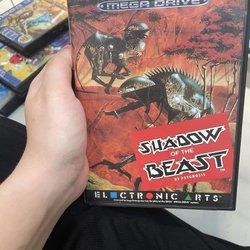 MEGA DRIVE
SHADOW
OF THE
BEAST
BY PSYGNOSIS
ELECTRONIC ARTS